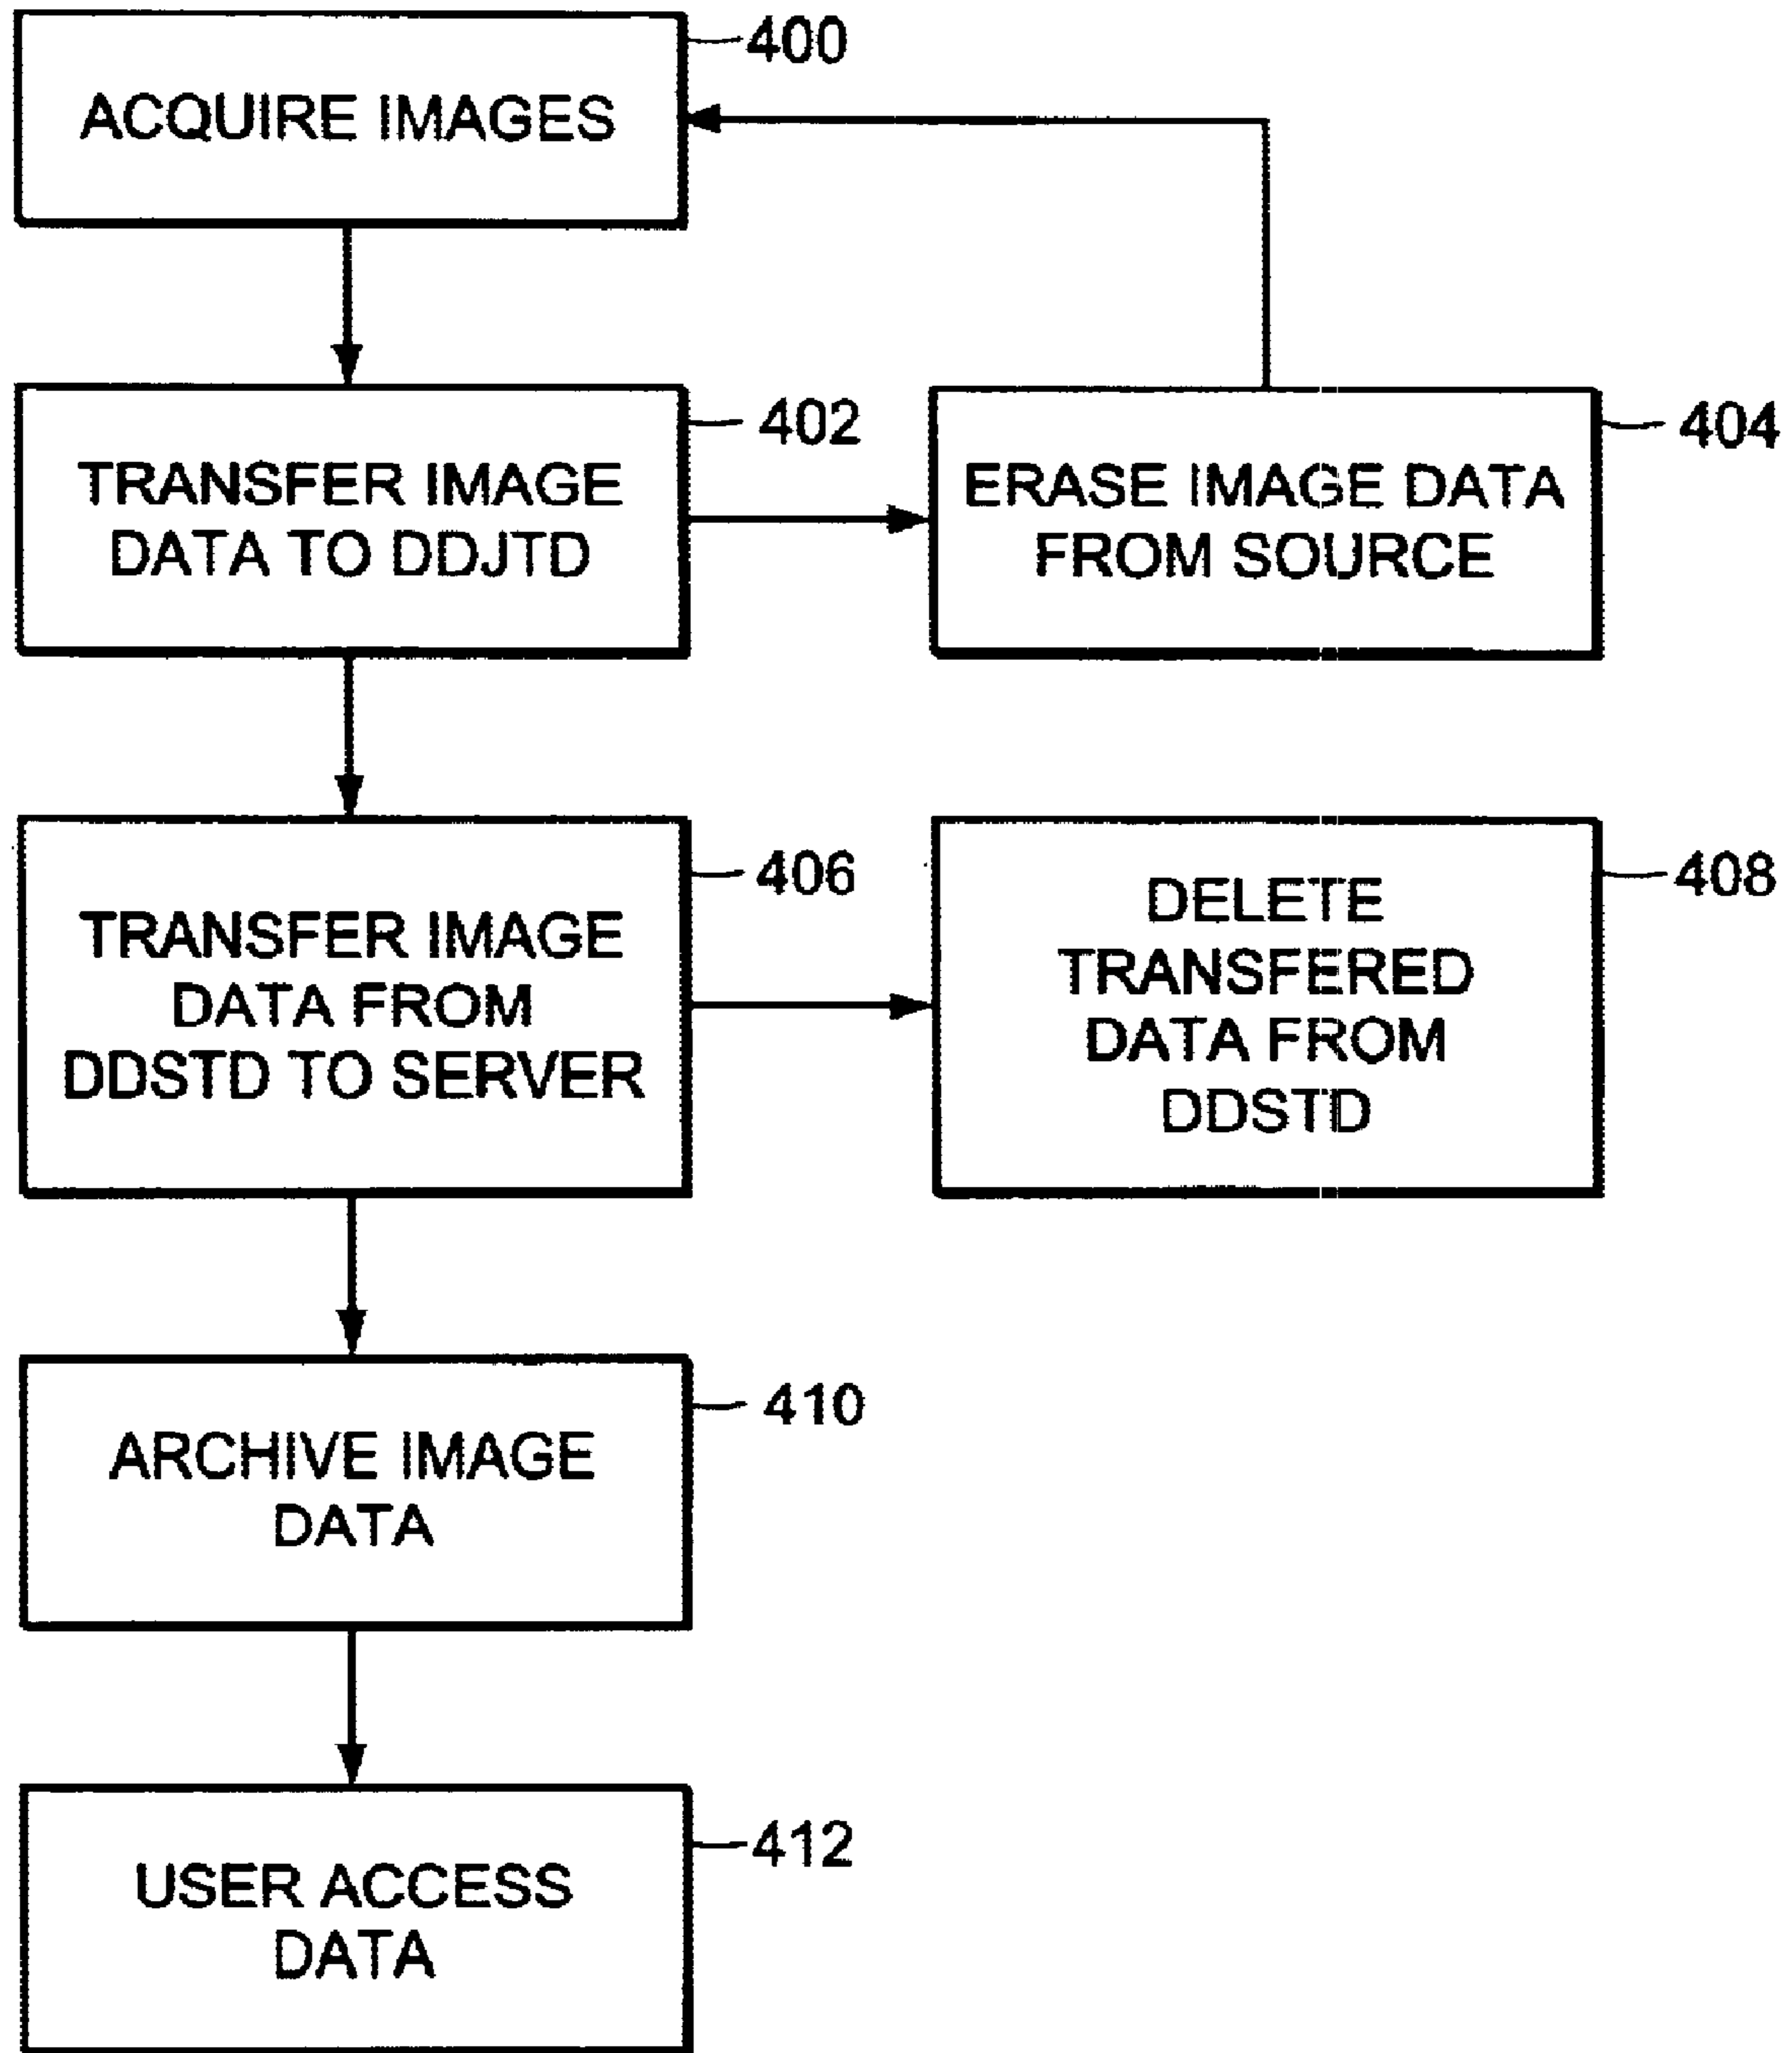 400
ACQUIRE IMAGES
402
TRANSFER IMAGE
DATA TO DDJTD
404
ERASE IMAGE DATA
FROM SOURCE
406
TRANSFER IMAGE
DATA FROM
DDSTD TO SERVER
408
DELETE
TRANSFERED
DATA FROM
DDSTD
410
ARCHIVE IMAGE
DATA
412
USER ACCESS
DATA